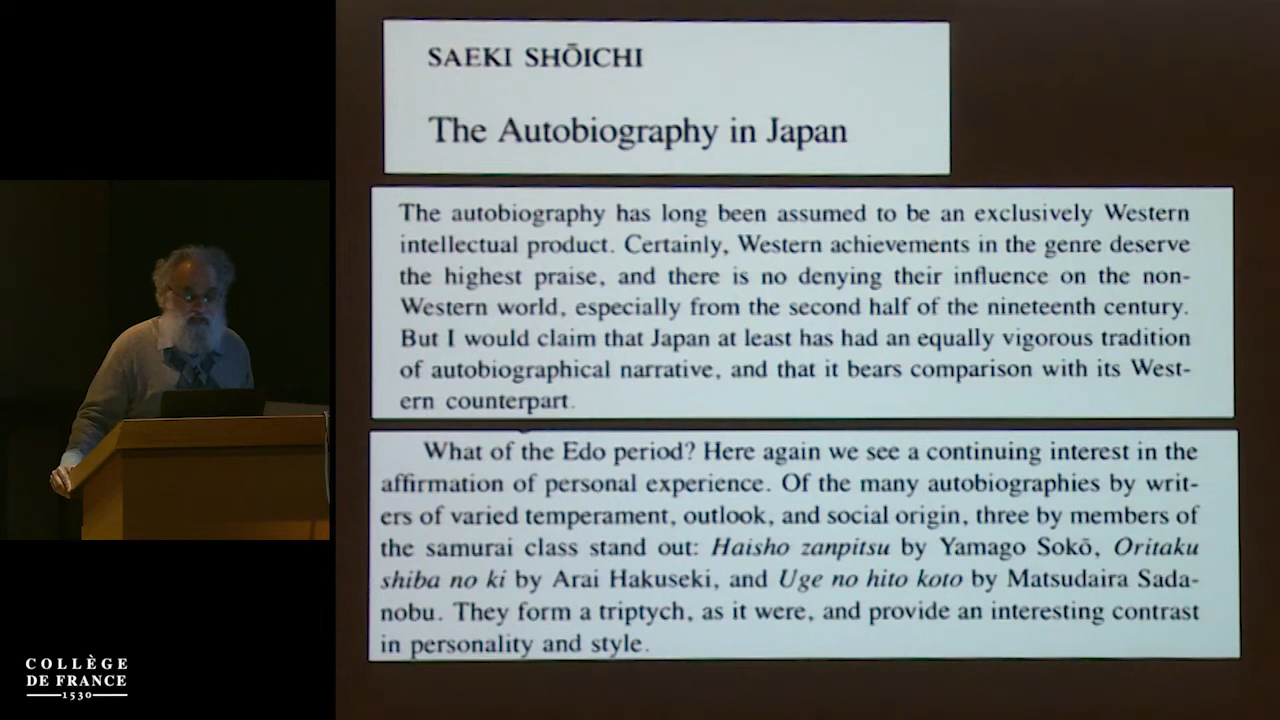 SAEKI SHŌICHI
The Autobiography in Japan
The autobiography has long been assumed to be an exclusively Western
intellectual product. Certainly, Western achievements in the genre deserve
the highest praise, and there is no denying their influence on the non-
Western world, especially from the second half of the nineteenth century.
But I would claim that Japan at least has had an equally vigorous tradition
of autobiographical narrative, and that it bears comparison with its West-
ern counterpart.
What of the Edo period? Here again we see a continuing interest in the
affirmation of personal experience. Of the many autobiographies by writ-
ers of varied temperament, outlook, and social origin, three by members of
the samurai class stand out: Haisho zanpitsu by Yamago Sokō, Oritaku
shiba no ki by Arai Hakuseki, and Uge no hito koto by Matsudaira Sada-
nobu. They form a triptych, as it were, and provide an interesting contrast
in personality and style.
COLLÈGE
DE FRANCE
1530